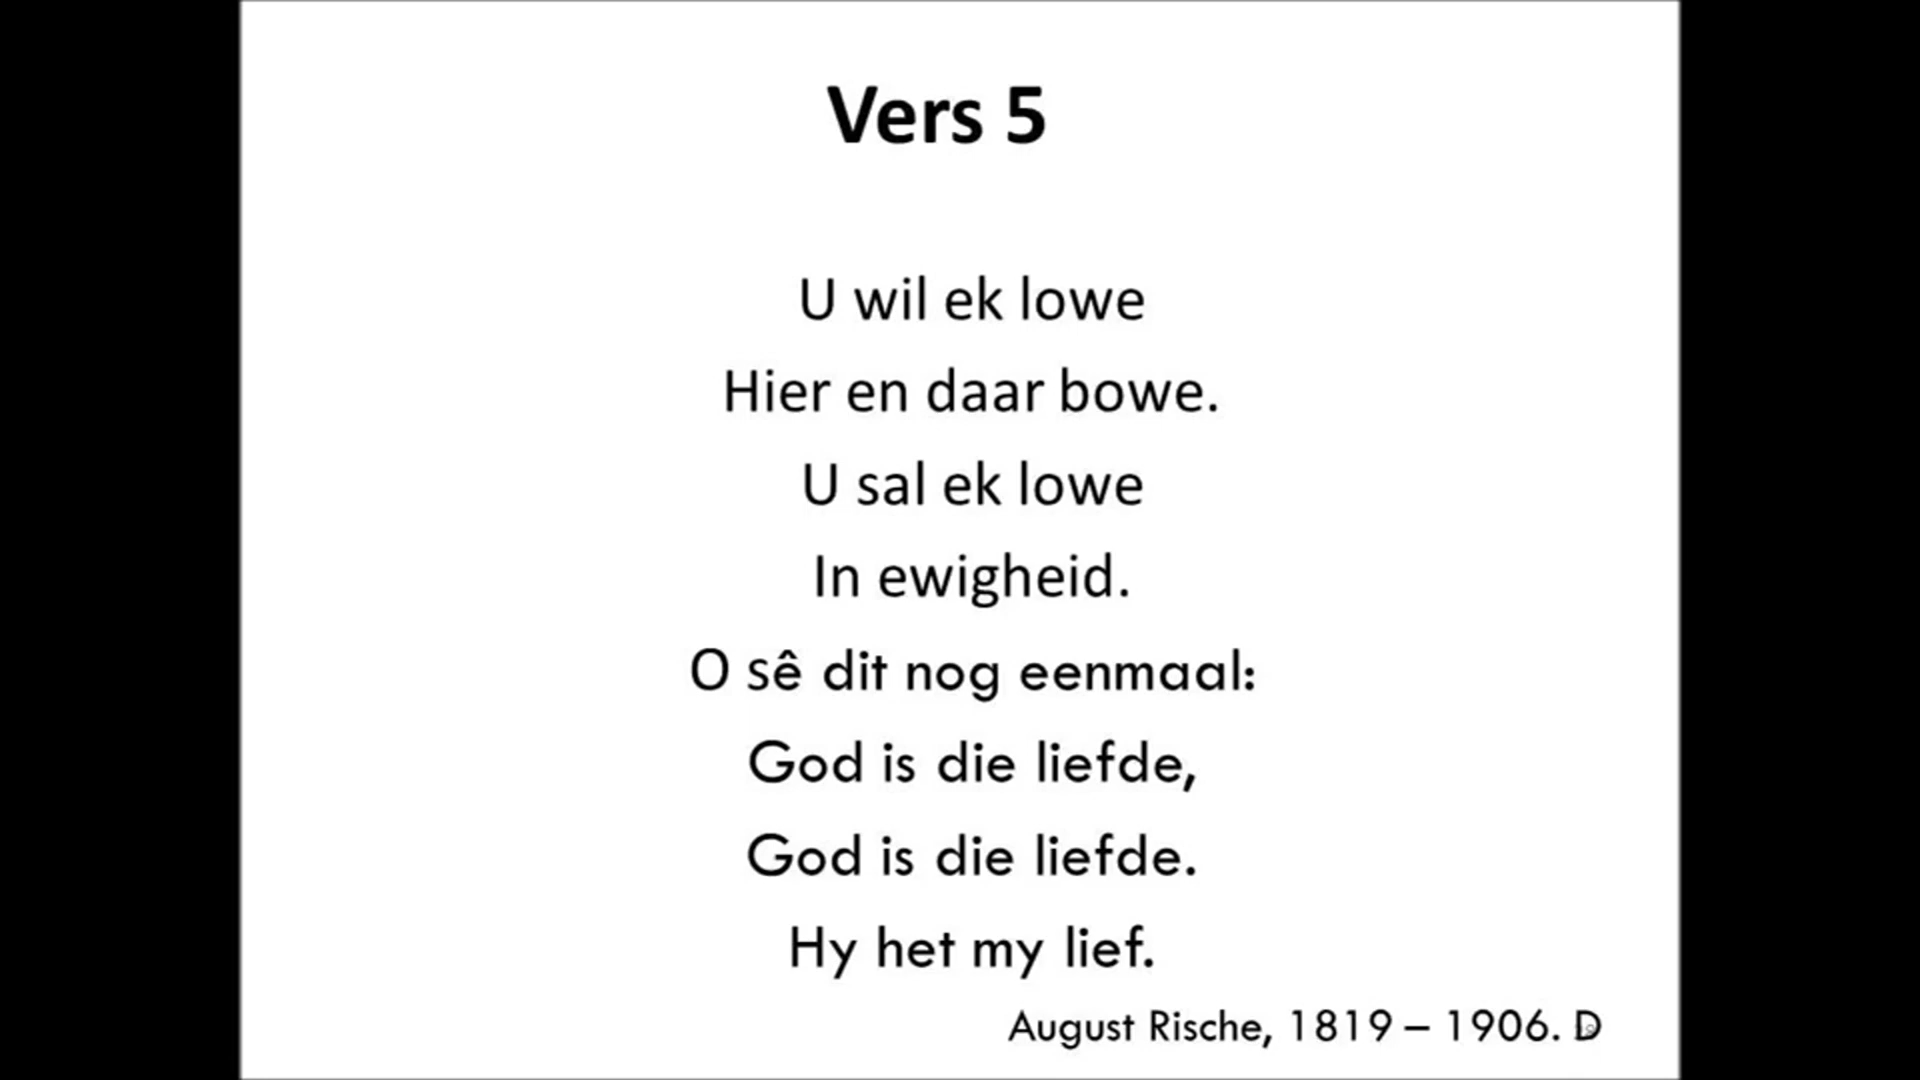 Vers 5
U wil ek lowe
Hier en daar bowe.
U sal ek lowe
In ewigheid.
O sê dit nog eenmaal:
God is die liefde,
God is die liefde.
Hy het my lief.
August Rische, 1819 – 1906. D